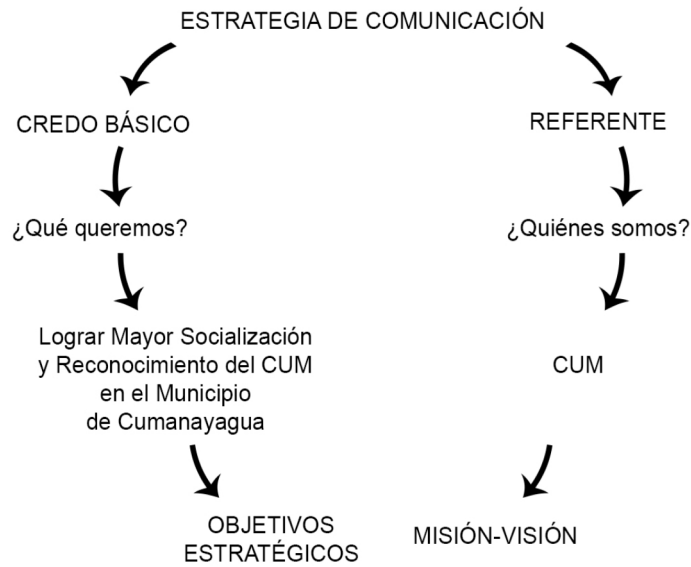 ESTRATEGIA DE COMUNICACIÓN
CREDO BÁSICO
REFERENTE
¿Qué queremos?
¿Quiénes somos?
Lograr Mayor Socialización
y Reconocimiento del CUM
en el Municipio
de Cumanayagua
CUM
OBJETIVOS
ESTRATÉGICOS
MISIÓN-VISIÓN